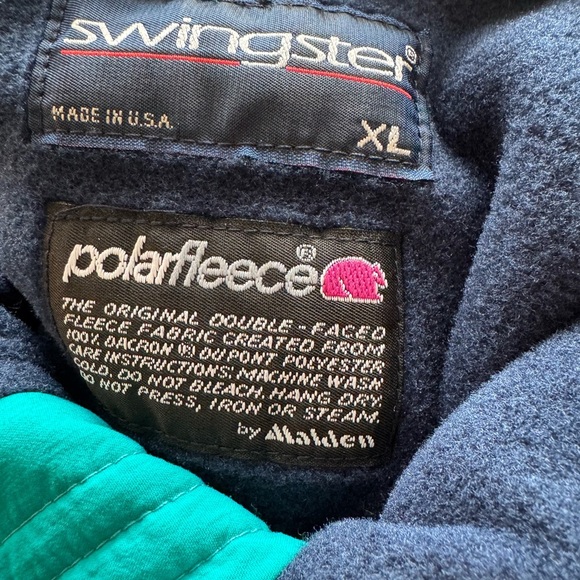 swingster®
MADE IN U.S.A.
XL
polarfleece®
THE ORIGINAL DOUBLE-FACED
FLEECE FABRIC CREATED FROM
100% DACRON® DU PONT POLYESTER
CARE INSTRUCTIONS: MACHINE WASH
COLD. DO NOT BLEACH. HANG DRY
DO NOT PRESS, IRON OR STEAM.
by Malden